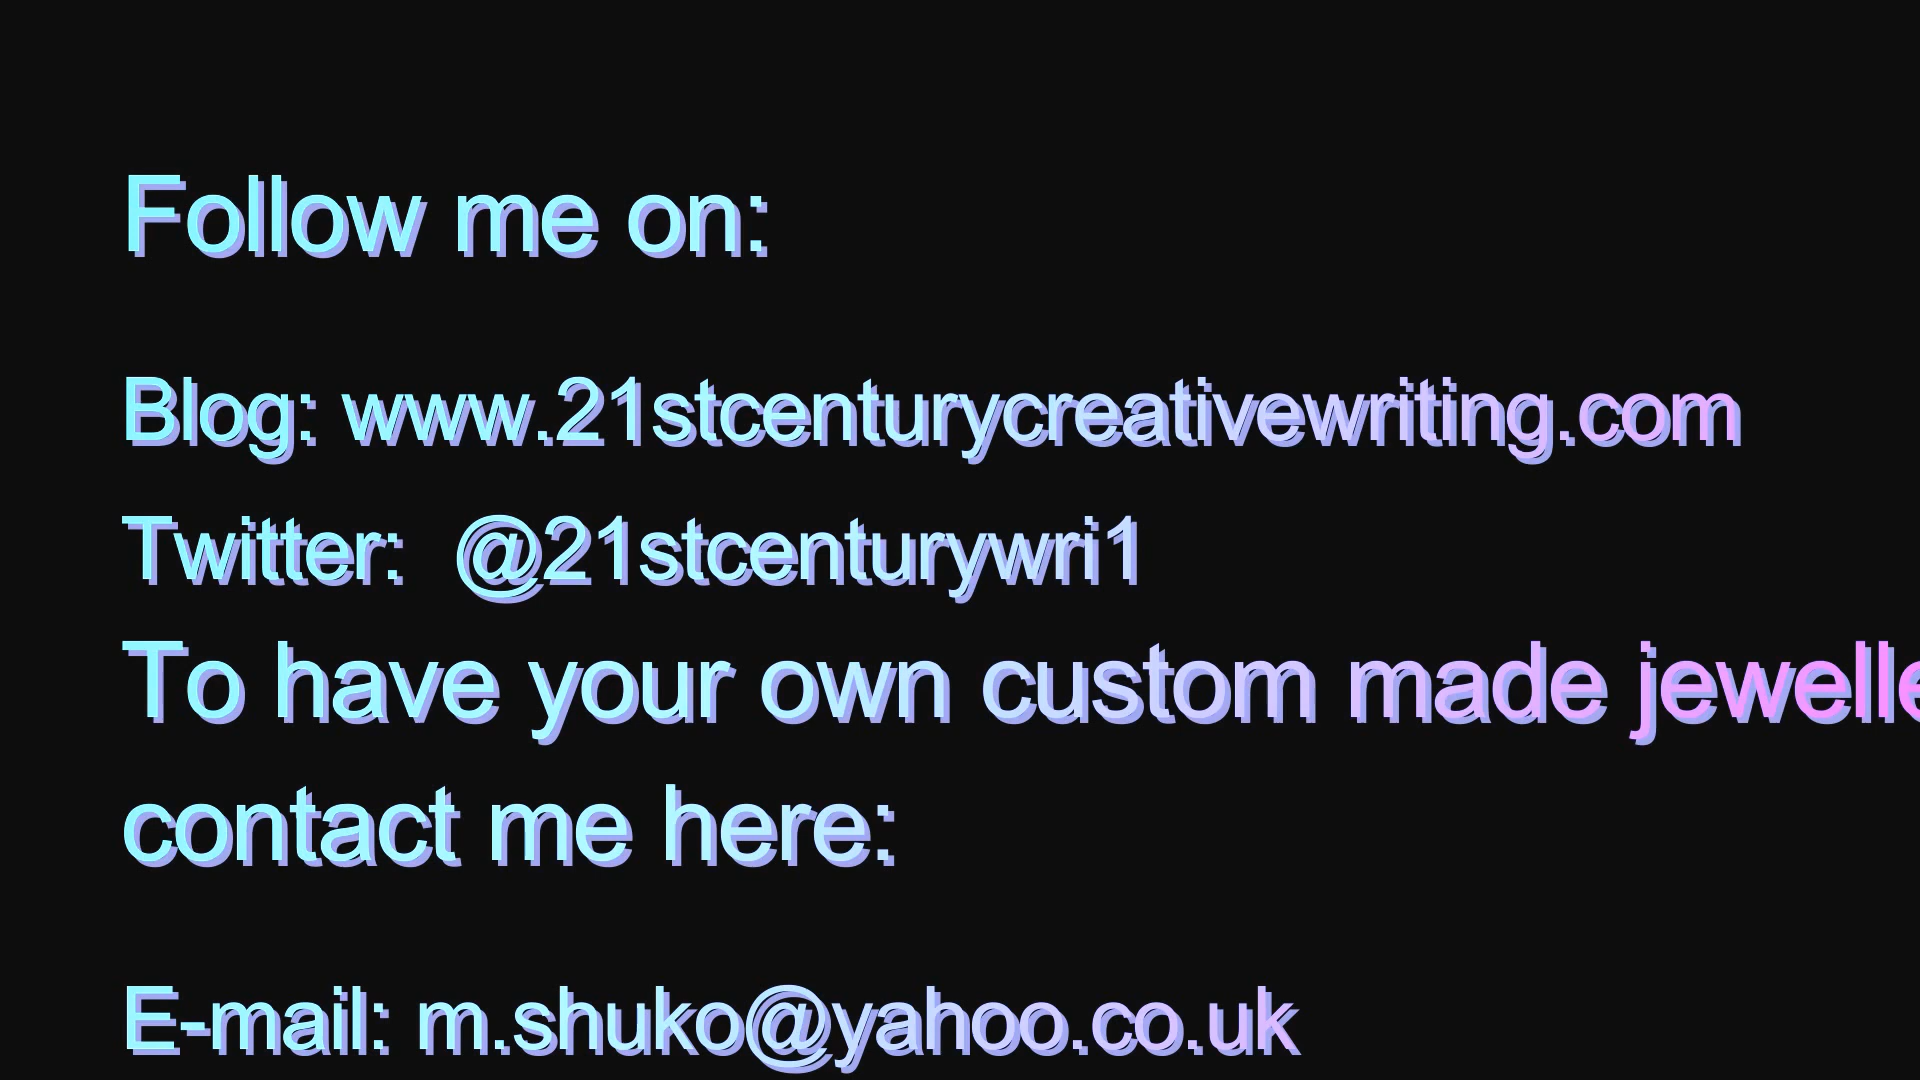 Follow me on:
Blog: www.21stcenturycreativewriting.com
Twitter:  @21stcenturywri1
To have your own custom made jewelle
contact me here:
E-mail: m.shuko@yahoo.co.uk